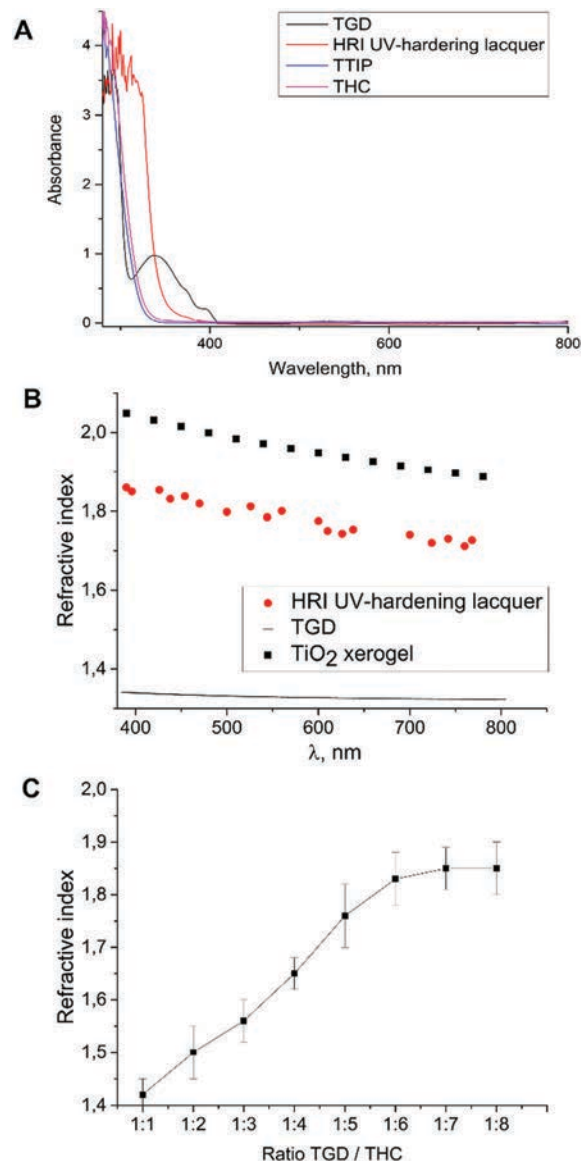 A
TGD
HRI UV-hardering lacquer
TTIP
THC
4
3
2
1
0
Absorbance
400
600
800
Wavelength, nm
B
2,0
1,8
1,6
1,4
Refractive index
HRI UV-hardening lacquer
TGD
TiO2 xerogel
400 500 600 700 800
λ, nm
C
2,0
1,9
1,8
1,7
1,6
1,5
1,4
Refractive index
1:1 1:2 1:3 1:4 1:5 1:6 1:7 1:8
Ratio TGD / THC